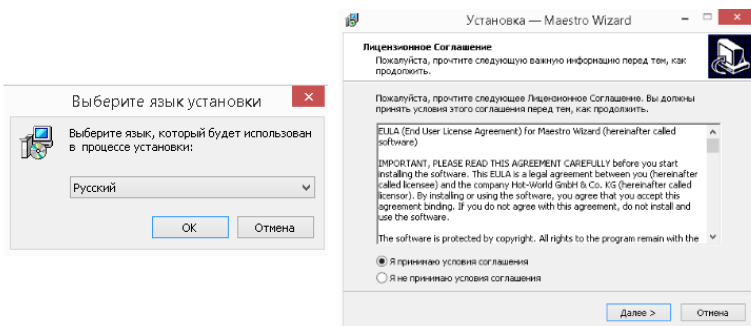 Выберите язык установки
Выберите язык, который будет использован
в процессе установки:
Русский
OK
Отмена
Установка — Maestro Wizard
Лицензионное Соглашение
Пожалуйста, прочтите следующую важную информацию перед тем, как
продолжить.
Пожалуйста, прочтите следующее Лицензионное Соглашение. Вы должны
принять условия этого соглашения перед тем, как продолжить.
EULA (End User License Agreement) for Maestro Wizard (hereinafter called
software)
IMPORTANT, PLEASE READ THIS AGREEMENT CAREFULLY before you start
installing the software. This EULA is a legal agreement between you (hereinafter
called licensee) and the company Hot-World GmbH & Co. KG (hereinafter called
licensor). By installing or using the software, you agree that you accept this
agreement binding. If you do not agree with this agreement, do not install and
use the software.
The software is protected by copyright. All rights to the program remain with the
Я принимаю условия соглашения
Я не принимаю условия соглашения
Далее >
Отмена